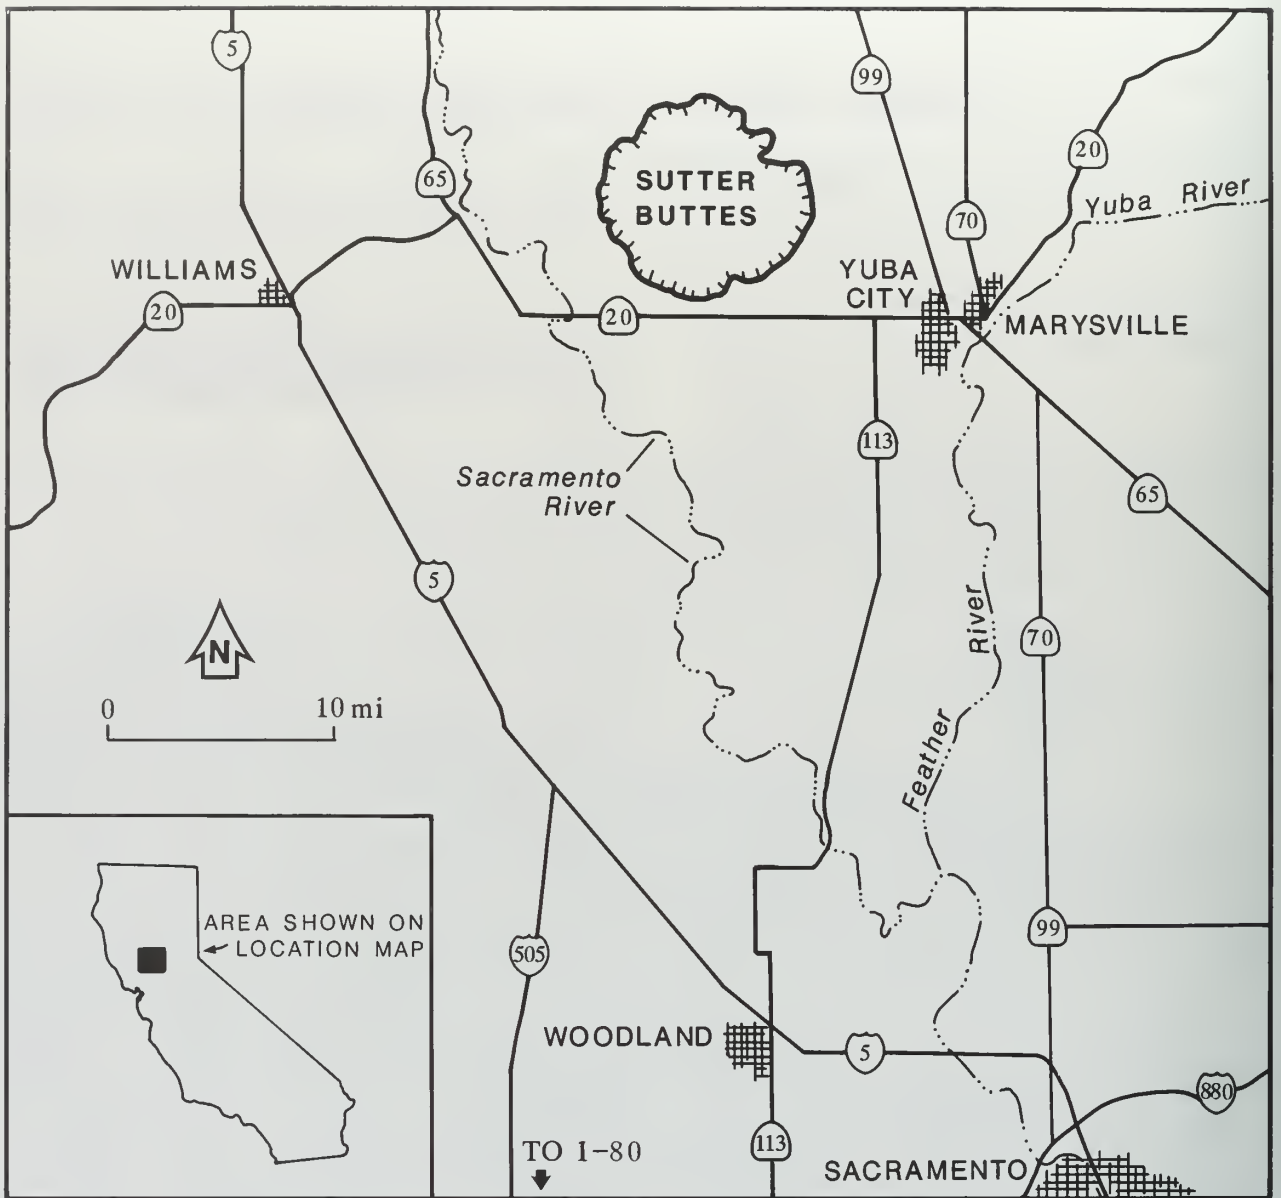 5
99
20
65
SUTTER
BUTTES
70
Yuba River
WILLIAMS
20
YUBA
CITY
20
MARYSVILLE
113
Sacramento
River
65
5
River
70
N
0 10 mi
Feather
AREA SHOWN ON
LOCATION MAP
99
505
WOODLAND
5
880
113
TO I-80
SACRAMENTO